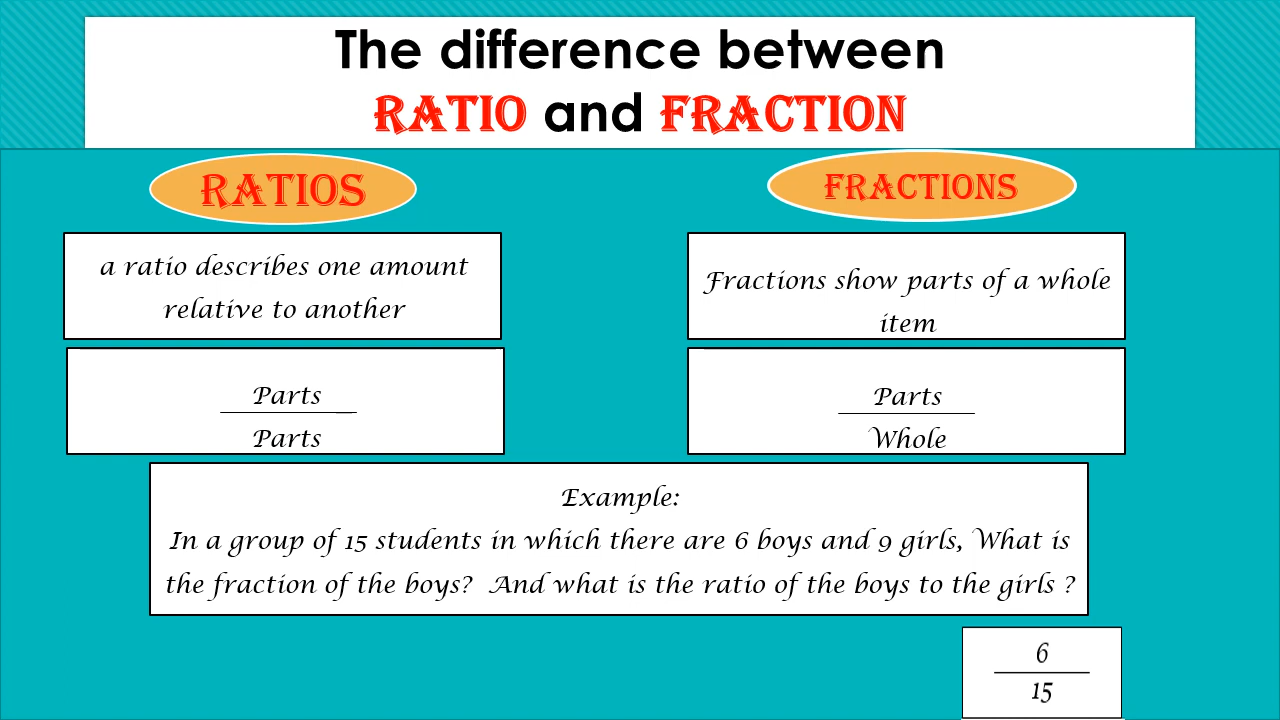 The difference between
RATIO and FRACTION
RATIOS
FRACTIONS
a ratio describes one amount
relative to another
Fractions show parts of a whole
item
Parts
Parts
Parts
Whole
Example:
In a group of 15 students in which there are 6 boys and 9 girls, What is
the fraction of the boys? And what is the ratio of the boys to the girls ?
6
15